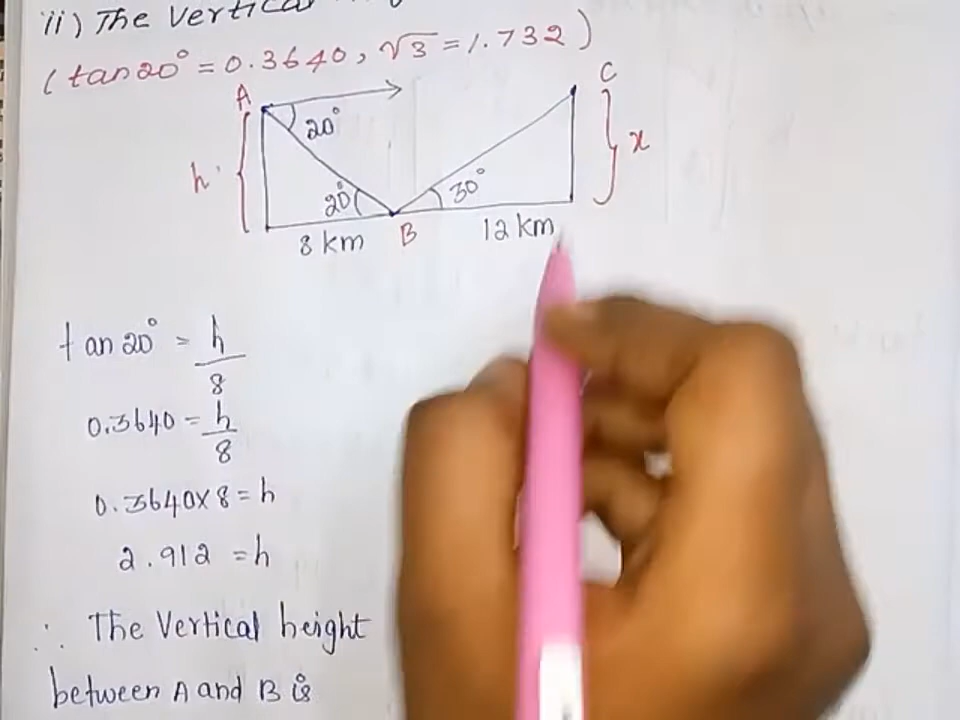 ii) The Vertical
(tan20° = 0.3640, √3 = 1.732)
A
C
20°
h
x
20°
30°
8 km
B
12 km
tan 20° = h/8
0.3640 = h/8
0.3640 × 8 = h
2.912 = h
∴ The Vertical height
between A and B is